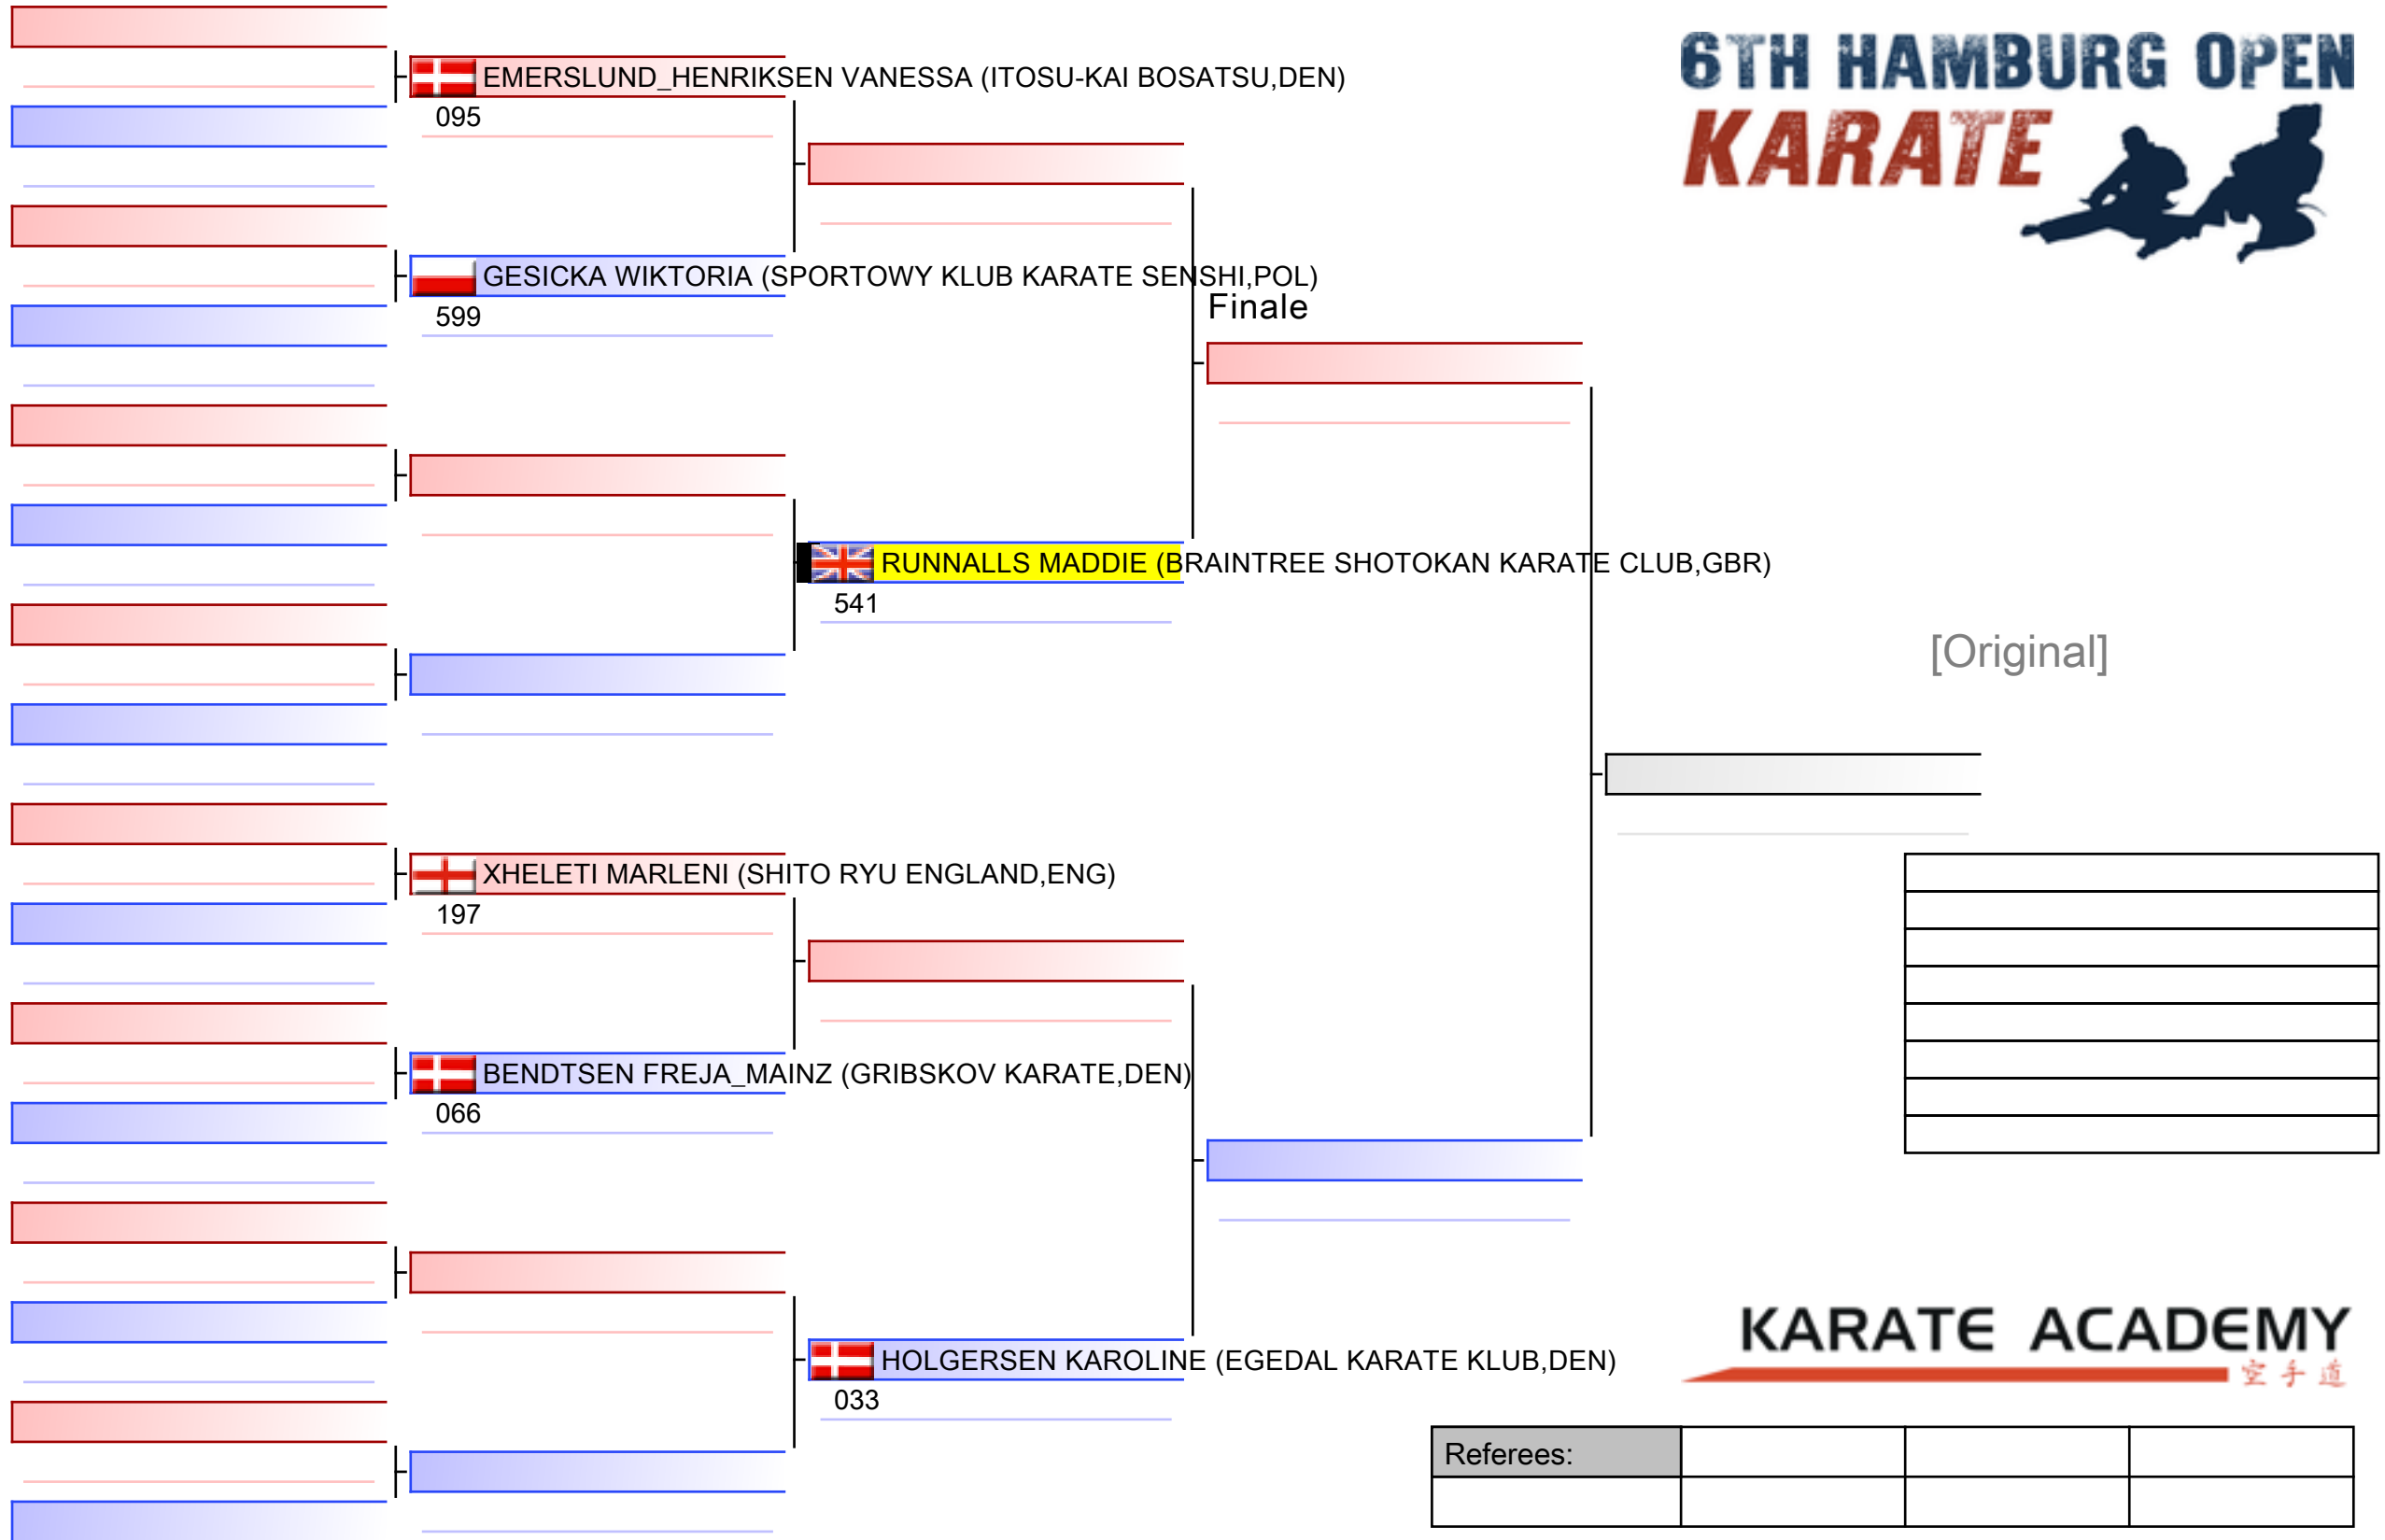 6TH HAMBURG OPEN
KARATE
EMERSLUND_HENRIKSEN VANESSA (ITOSU-KAI BOSATSU,DEN)
095
GESICKA WIKTORIA (SPORTOWY KLUB KARATE SENSHI,POL)
599
Finale
RUNNALLS MADDIE (BRAINTREE SHOTOKAN KARATE CLUB,GBR)
541
[Original]
XHELETI MARLENI (SHITO RYU ENGLAND,ENG)
197
BENDTSEN FREJA_MAINZ (GRIBSKOV KARATE,DEN)
066
HOLGERSEN KAROLINE (EGEDAL KARATE KLUB,DEN)
033
KARATE ACADEMY
空手道
Referees: